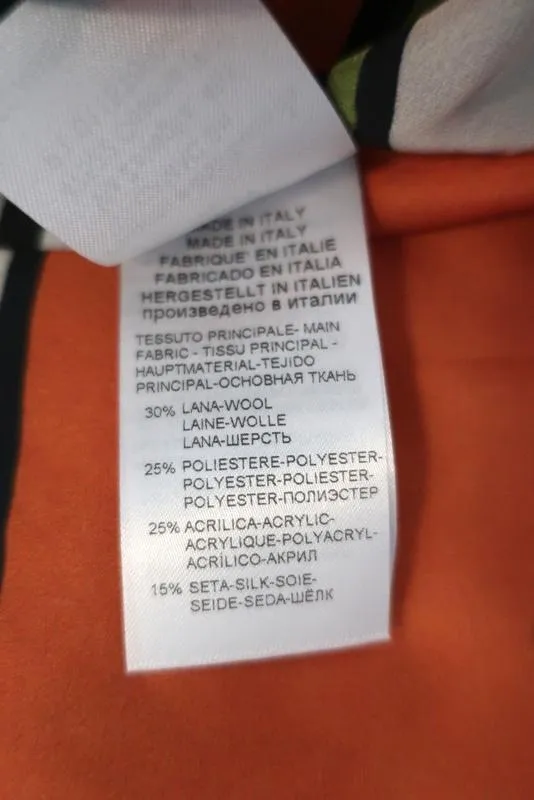 MADE IN ITALY
MADE IN ITALY
FABRIQUE' EN ITALIE
FABRICADO EN ITALIA
HERGESTELLT IN ITALIEN
произведено в италии
TESSUTO PRINCIPALE- MAIN
FABRIC - TISSU PRINCIPAL -
HAUPTMATERIAL-TEJIDO
PRINCIPAL-ОСНОВНАЯ ТКАНЬ
30% LANA-WOOL
LAINE-WOLLE
LANA-ШЕРСТЬ
25% POLIESTERE-POLYESTER-
POLYESTER-POLIESTER-
POLYESTER-ПОЛИЭСТЕР
25% ACRILICA-ACRYLIC-
ACRYLIQUE-POLYACRYL-
ACRÍLICO-АКРИЛ
15% SETA-SILK-SOIE-
SEIDE-SEDA-ШЁЛК